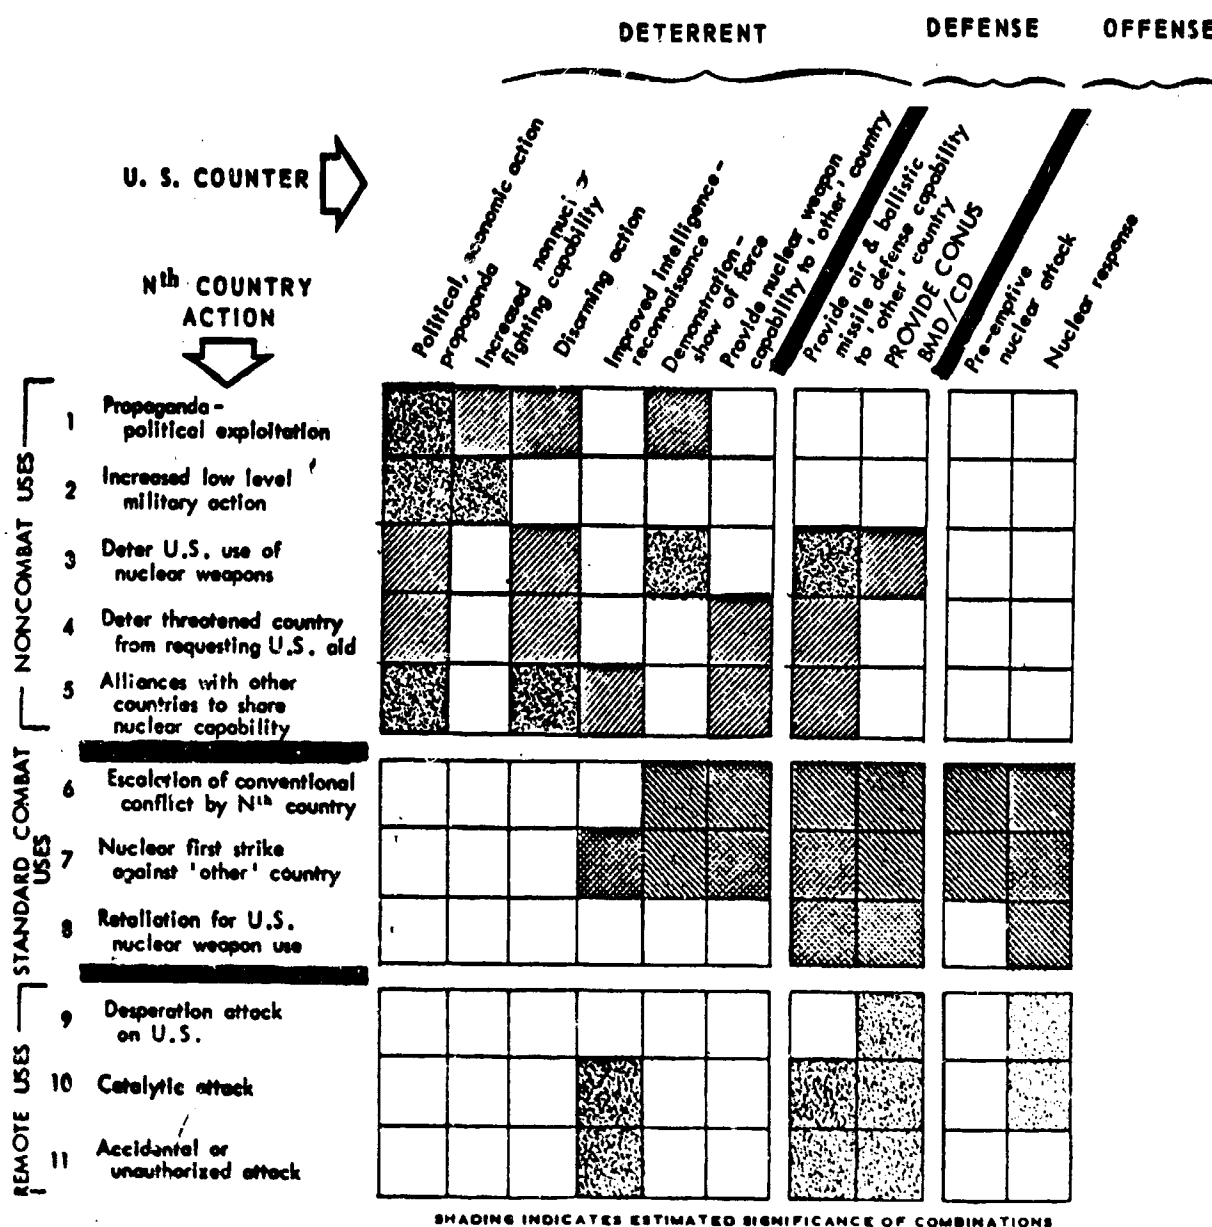 DETERRENT
DEFENSE
OFFENSE
U. S. COUNTER
Political, economic action
propaganda
Increased
fighting capability
Disarming action
Improved intelligence-
reconnaissance
Demonstration-
show of force
Provide nuclear weapon
capability to 'other' country
Provide air & ballistic
missile defense capability
to 'other' country
PROVIDE CONUS
BMD/CD
Pre-emptive
nuclear attack
Nuclear response
Nth COUNTRY
ACTION
NONCOMBAT USES
1 Propaganda-
political exploitation
2 Increased low level
military action
3 Deter U.S. use of
nuclear weapons
4 Deter threatened country
from requesting U.S. aid
5 Alliances with other
countries to share
nuclear capability
STANDARD COMBAT
USES
6 Escalation of conventional
conflict by Nth country
7 Nuclear first strike
against 'other' country
8 Retaliation for U.S.
nuclear weapon use
REMOTE USES
9 Desperation attack
on U.S.
10 Catalytic attack
11 Accidental or
unauthorized attack
SHADING INDICATES ESTIMATED SIGNIFICANCE OF COMBINATIONS